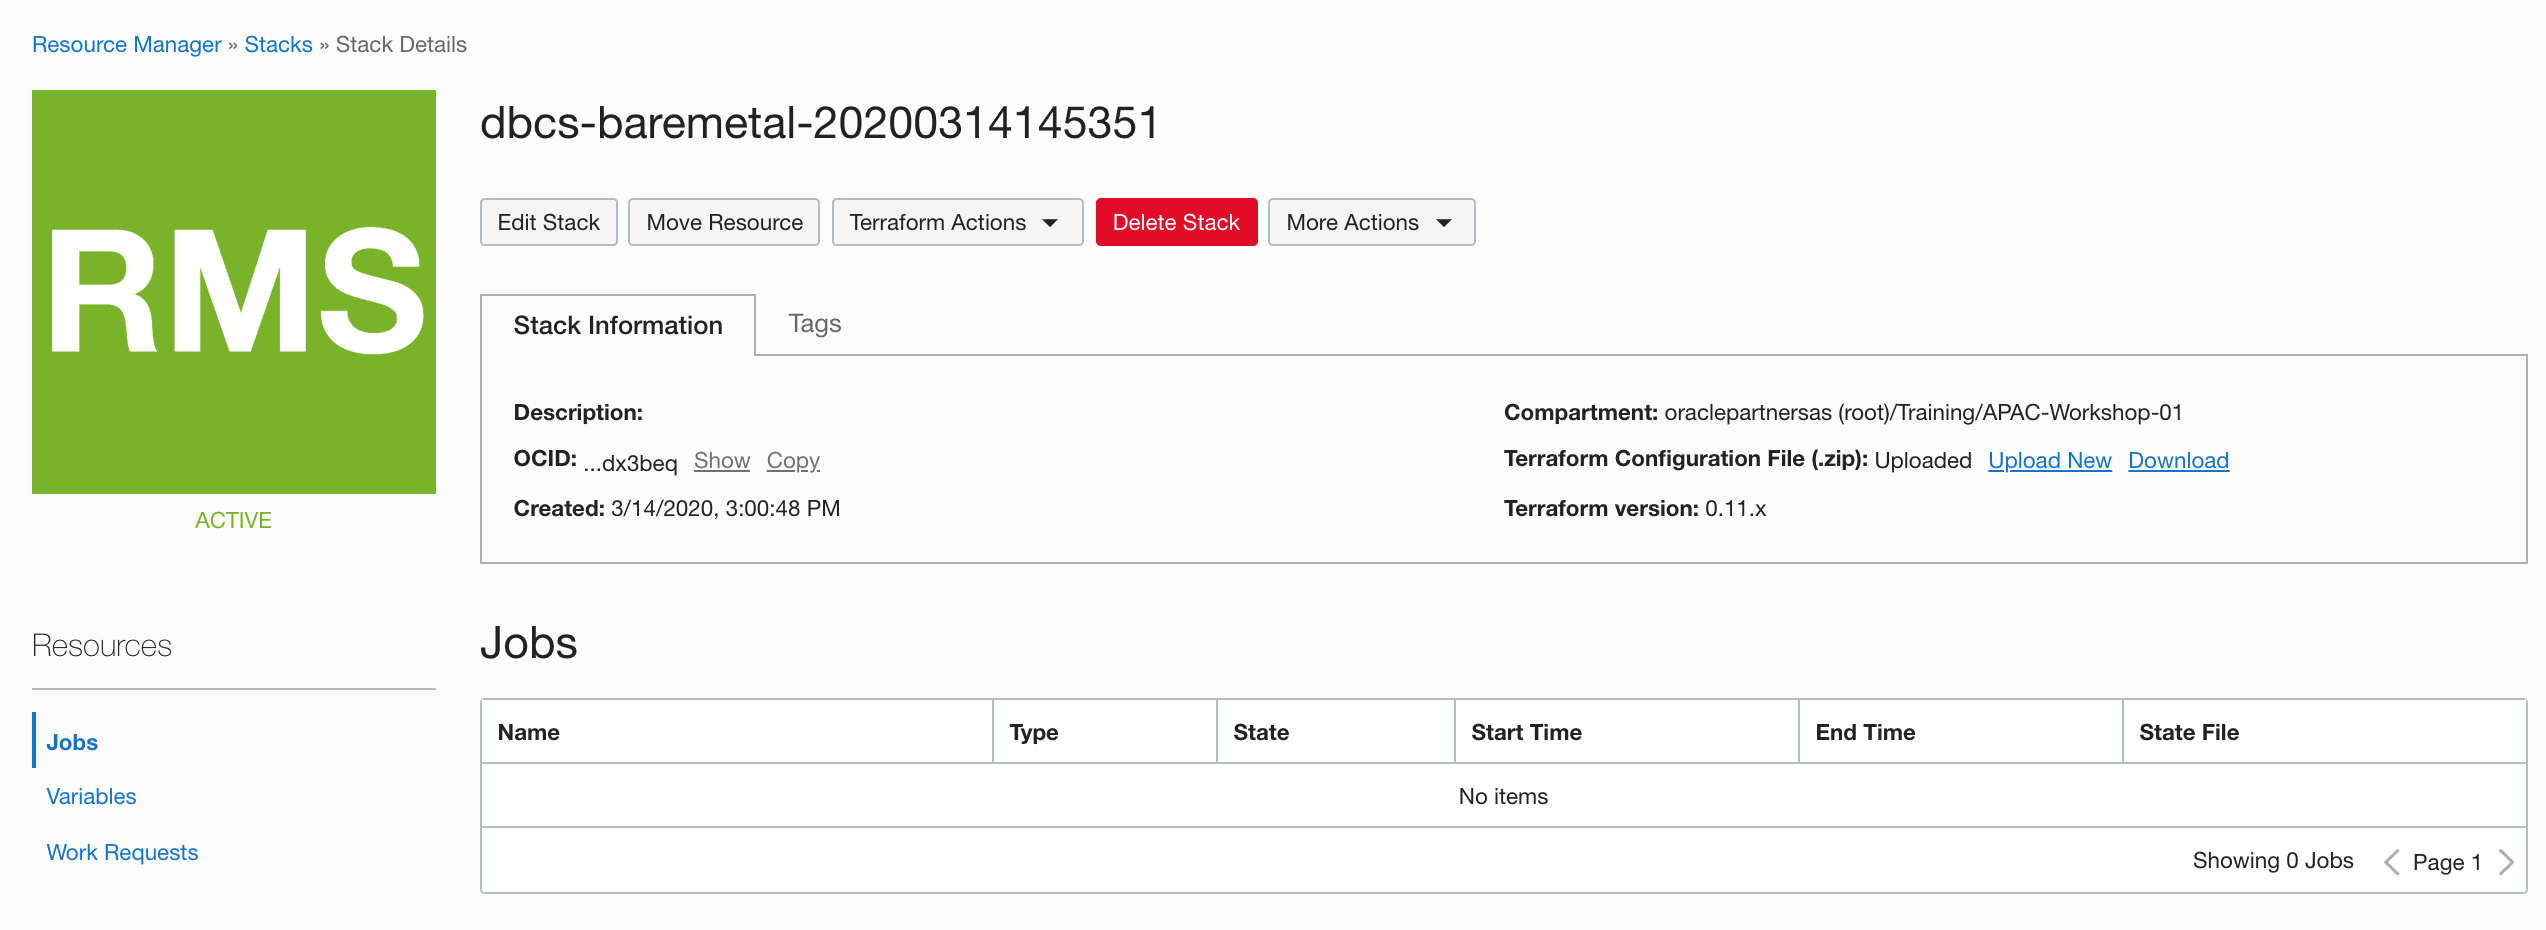 Resource Manager » Stacks » Stack Details
RMS
ACTIVE
dbcs-baremetal-20200314145351
Edit Stack Move Resource Terraform Actions Delete Stack More Actions
Stack Information Tags
Description:
OCID: ...dx3beq Show Copy
Created: 3/14/2020, 3:00:48 PM
Compartment: oraclepartnersas (root)/Training/APAC-Workshop-01
Terraform Configuration File (.zip): Uploaded Upload New Download
Terraform version: 0.11.x
Resources
Jobs
Variables
Work Requests
Jobs
Name Type State Start Time End Time State File
No items
Showing 0 Jobs Page 1